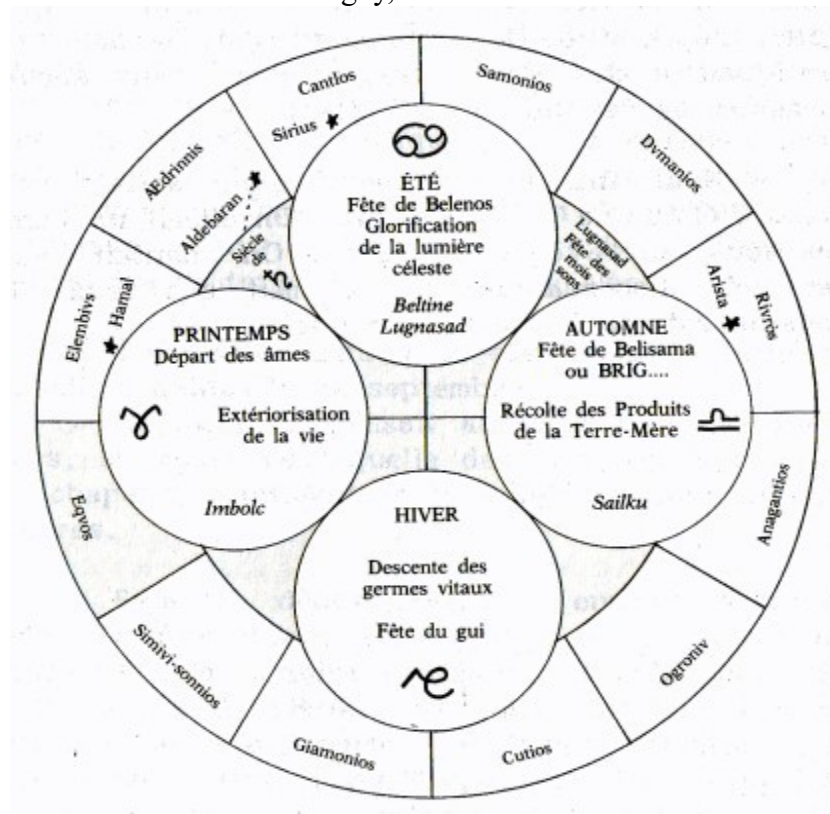 Cantlos
Samonios
Sirius
Ædrinnis
Dvmanios
Aldebaran
ÉTÉ
Fête de Belenos
Glorification
de la lumière
céleste
Beltine
Lugnasad
Siècle
de
Lugnasad
Fête des
mois
sons
Elembivs
Hamal
Arista
Rivros
PRINTEMPS
Départ des âmes
Extériorisation
de la vie
Imbolc
AUTOMNE
Fête de Belisama
ou BRIG....
Récolte des Produits
de la Terre-Mère
Sailku
Eqvos
Anagantios
HIVER
Descente des
germes vitaux
Fête du gui
Simivi-sonnios
Ogroniv
Giamonios
Cutios